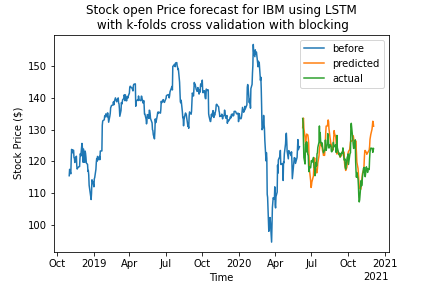 Stock open Price forecast for IBM using LSTM
with k-folds cross validation with blocking
before
predicted
actual
Stock Price ($)
150
140
130
120
110
100
Oct 2019 Apr Jul Oct 2020 Apr Jul Oct 2021
2021
Time